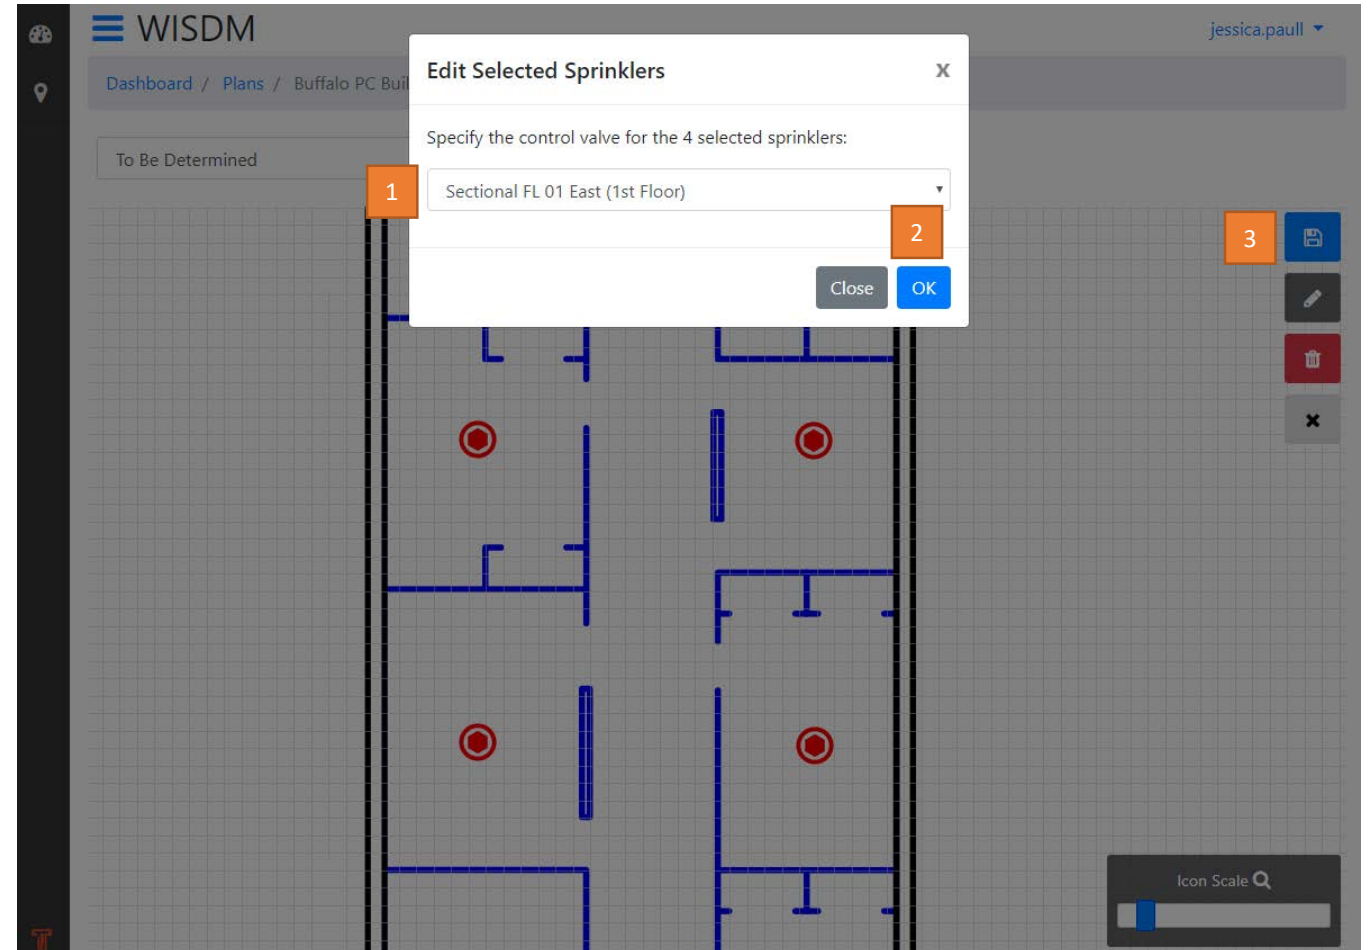 WISDM
jessica.paull
Edit Selected Sprinklers
x
Dashboard / Plans / Buffalo PC Buil
Specify the control valve for the 4 selected sprinklers:
To Be Determined
1
Sectional FL 01 East (1st Floor)
2
3
Close
OK
Icon Scale